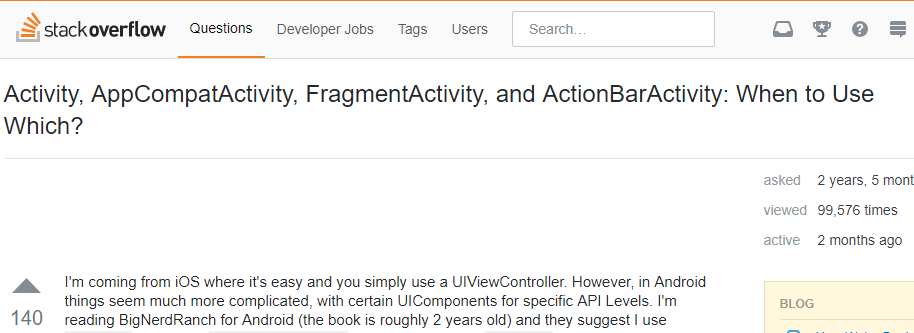 stackoverflow Questions Developer Jobs Tags Users Search...
Activity, AppCompatActivity, FragmentActivity, and ActionBarActivity: When to Use
Which?
asked 2 years, 5 mont
viewed 99,576 times
active 2 months ago
I'm coming from iOS where it's easy and you simply use a UIViewController. However, in Android
things seem much more complicated, with certain UIComponents for specific API Levels. I'm
140 reading BigNerdRanch for Android (the book is roughly 2 years old) and they suggest I use
BLOG